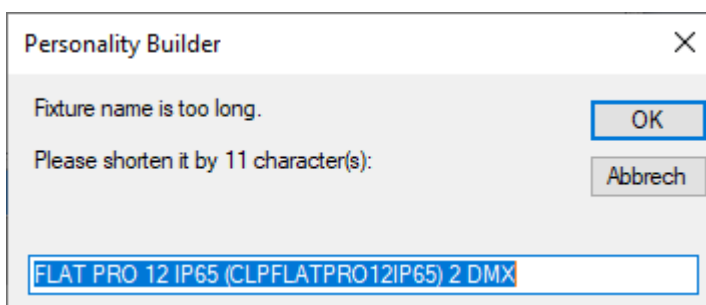 Personality Builder
Fixture name is too long.
OK
Please shorten it by 11 character(s):
Abbrech
FLAT PRO 12 IP65 (CLPFLATPRO12IP65) 2 DMX